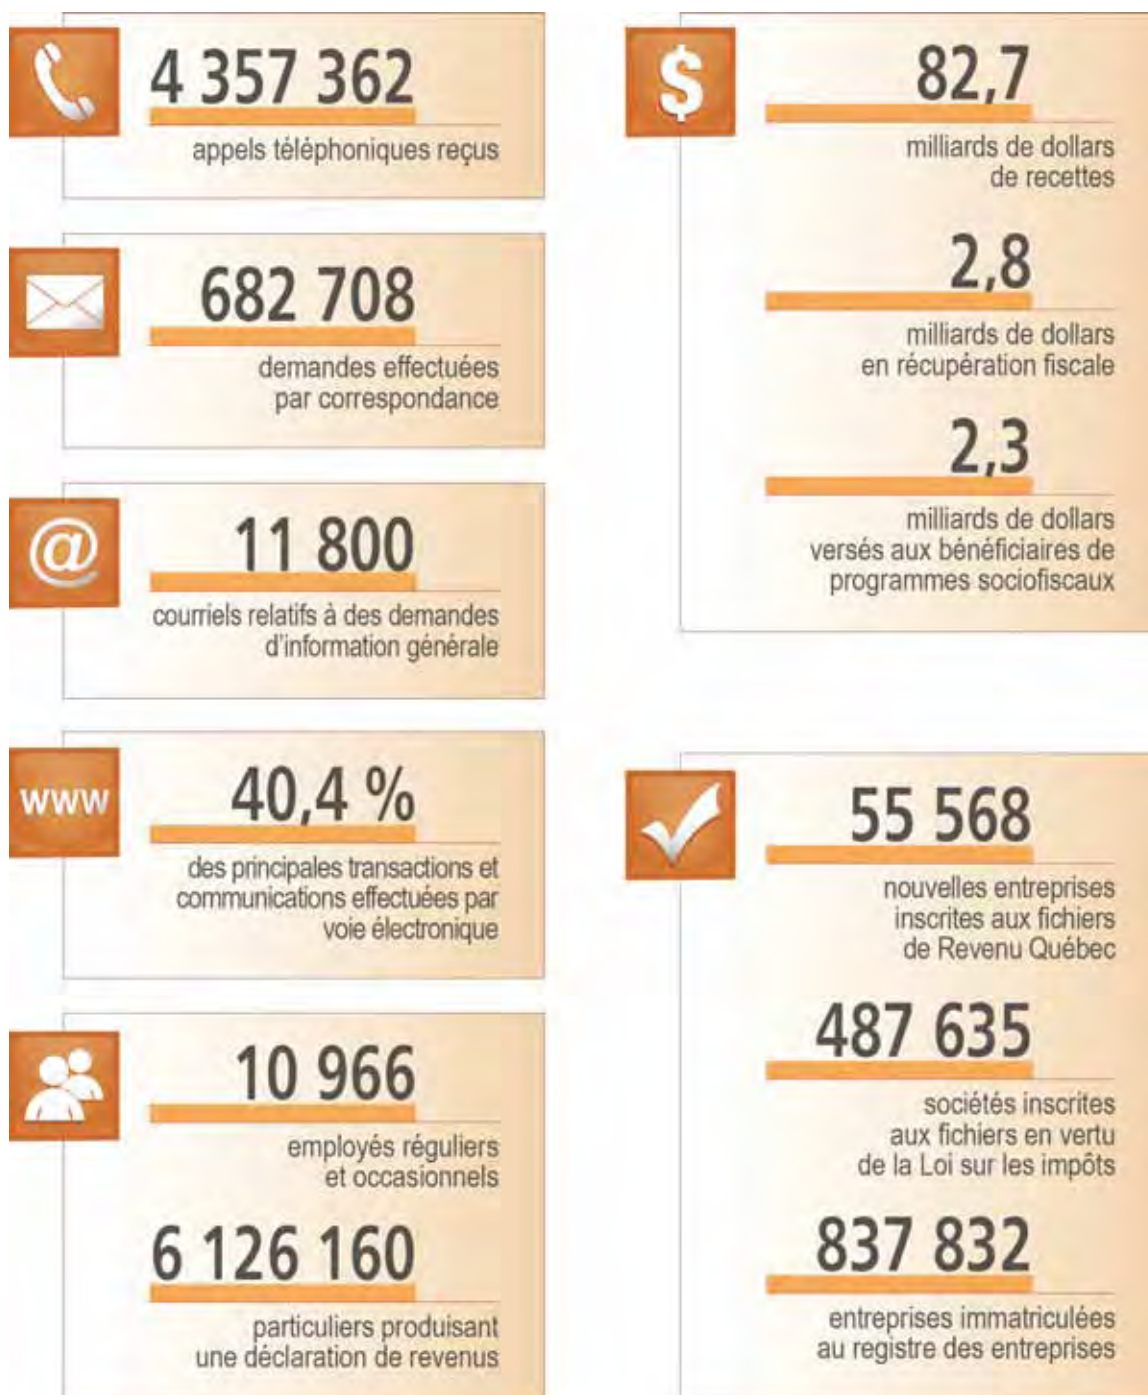 4 357 362
appels téléphoniques reçus
682 708
demandes effectuées
par correspondance
@
11 800
courriels relatifs à des demandes
d'information générale
www
40,4 %
des principales transactions et
communications effectuées par
voie électronique
10 966
employés réguliers
et occasionnels
6 126 160
particuliers produisant
une déclaration de revenus
$
82,7
milliards de dollars
de recettes
2,8
milliards de dollars
en récupération fiscale
2,3
milliards de dollars
versés aux bénéficiaires de
programmes sociofiscaux
55 568
nouvelles entreprises
inscrites aux fichiers
de Revenu Québec
487 635
sociétés inscrites
aux fichiers en vertu
de la Loi sur les impôts
837 832
entreprises immatriculées
au registre des entreprises